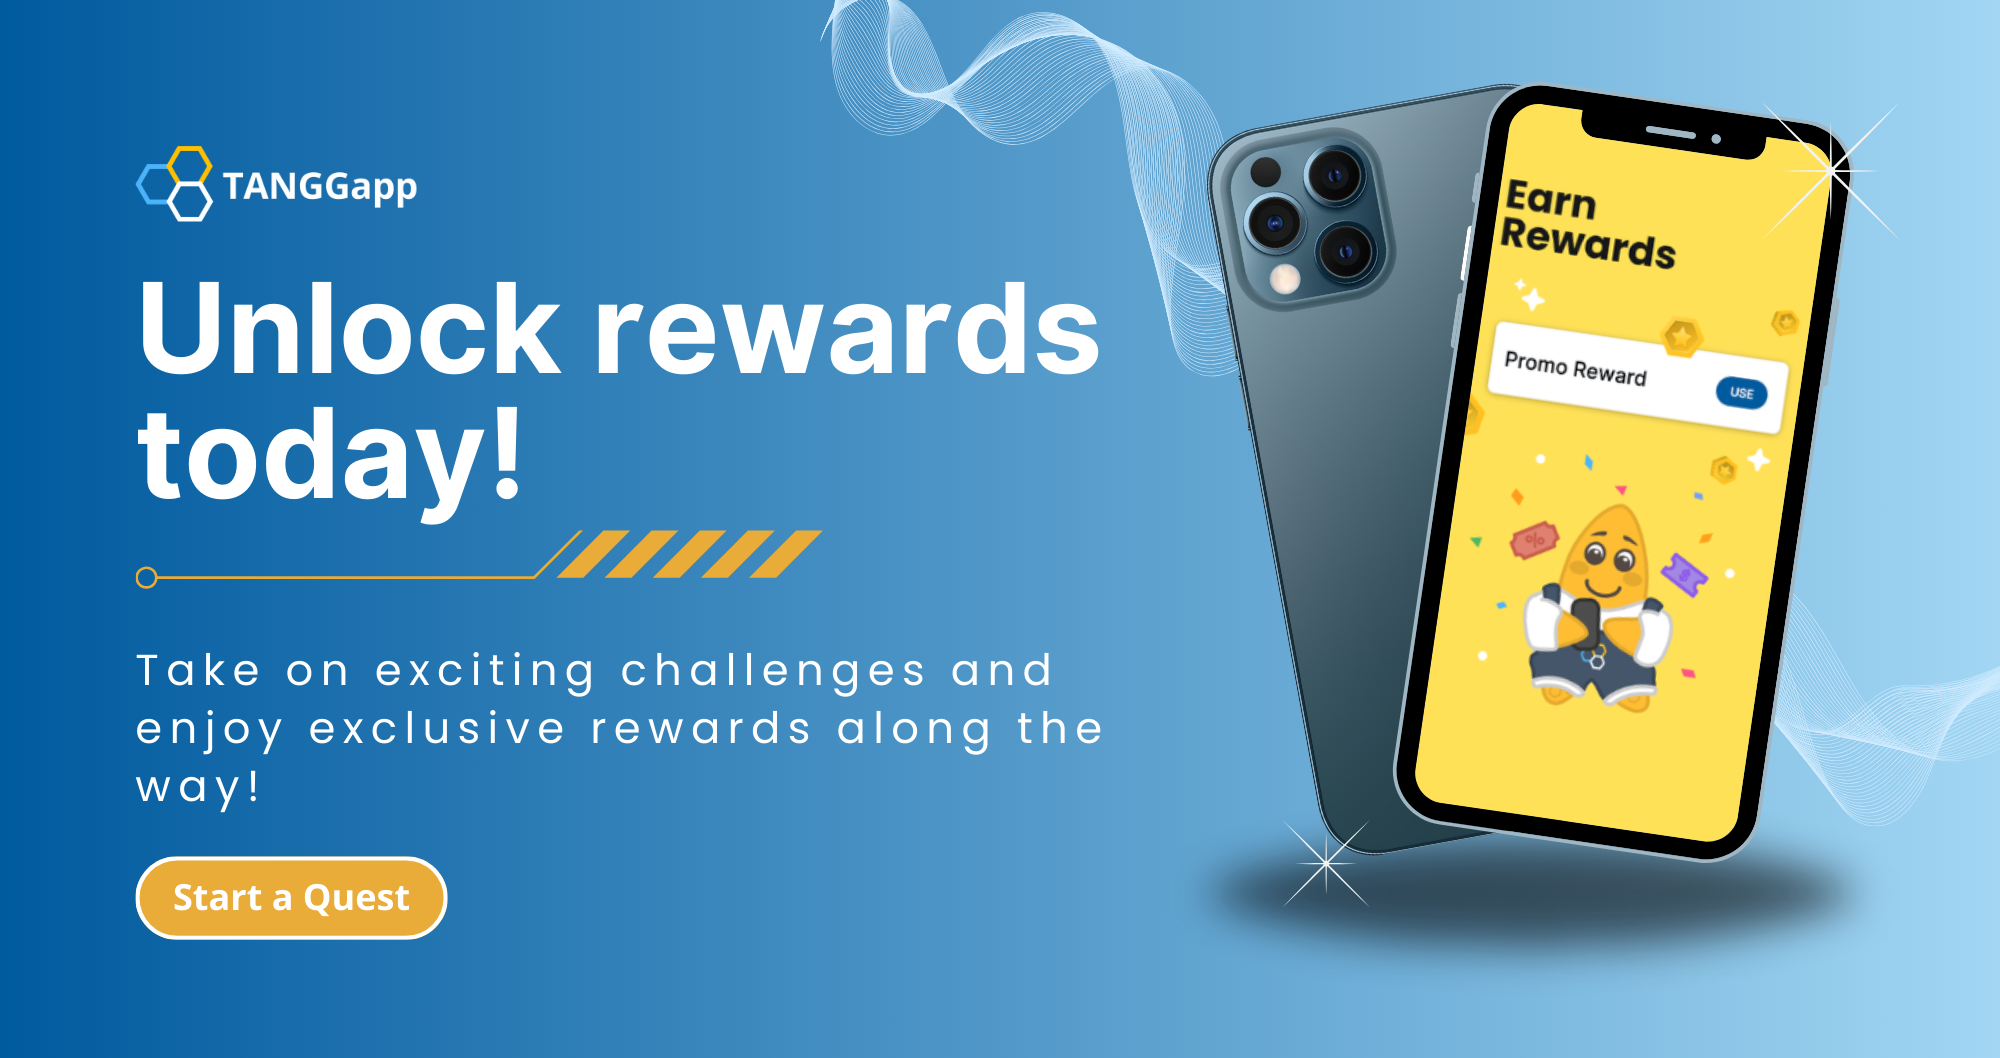 TANGGapp
Unlock rewards
today!
Take on exciting challenges and
enjoy exclusive rewards along the
way!
Start a Quest
Earn
Rewards
Promo Reward
USE
%
$